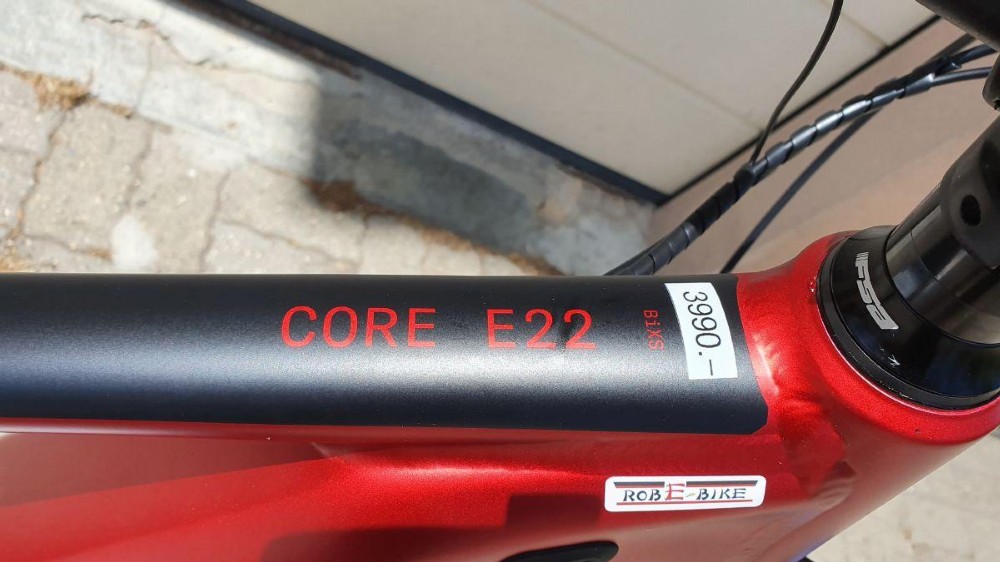 CORE E22
BiXS
3990.–
FSA
ROB E-BIKE